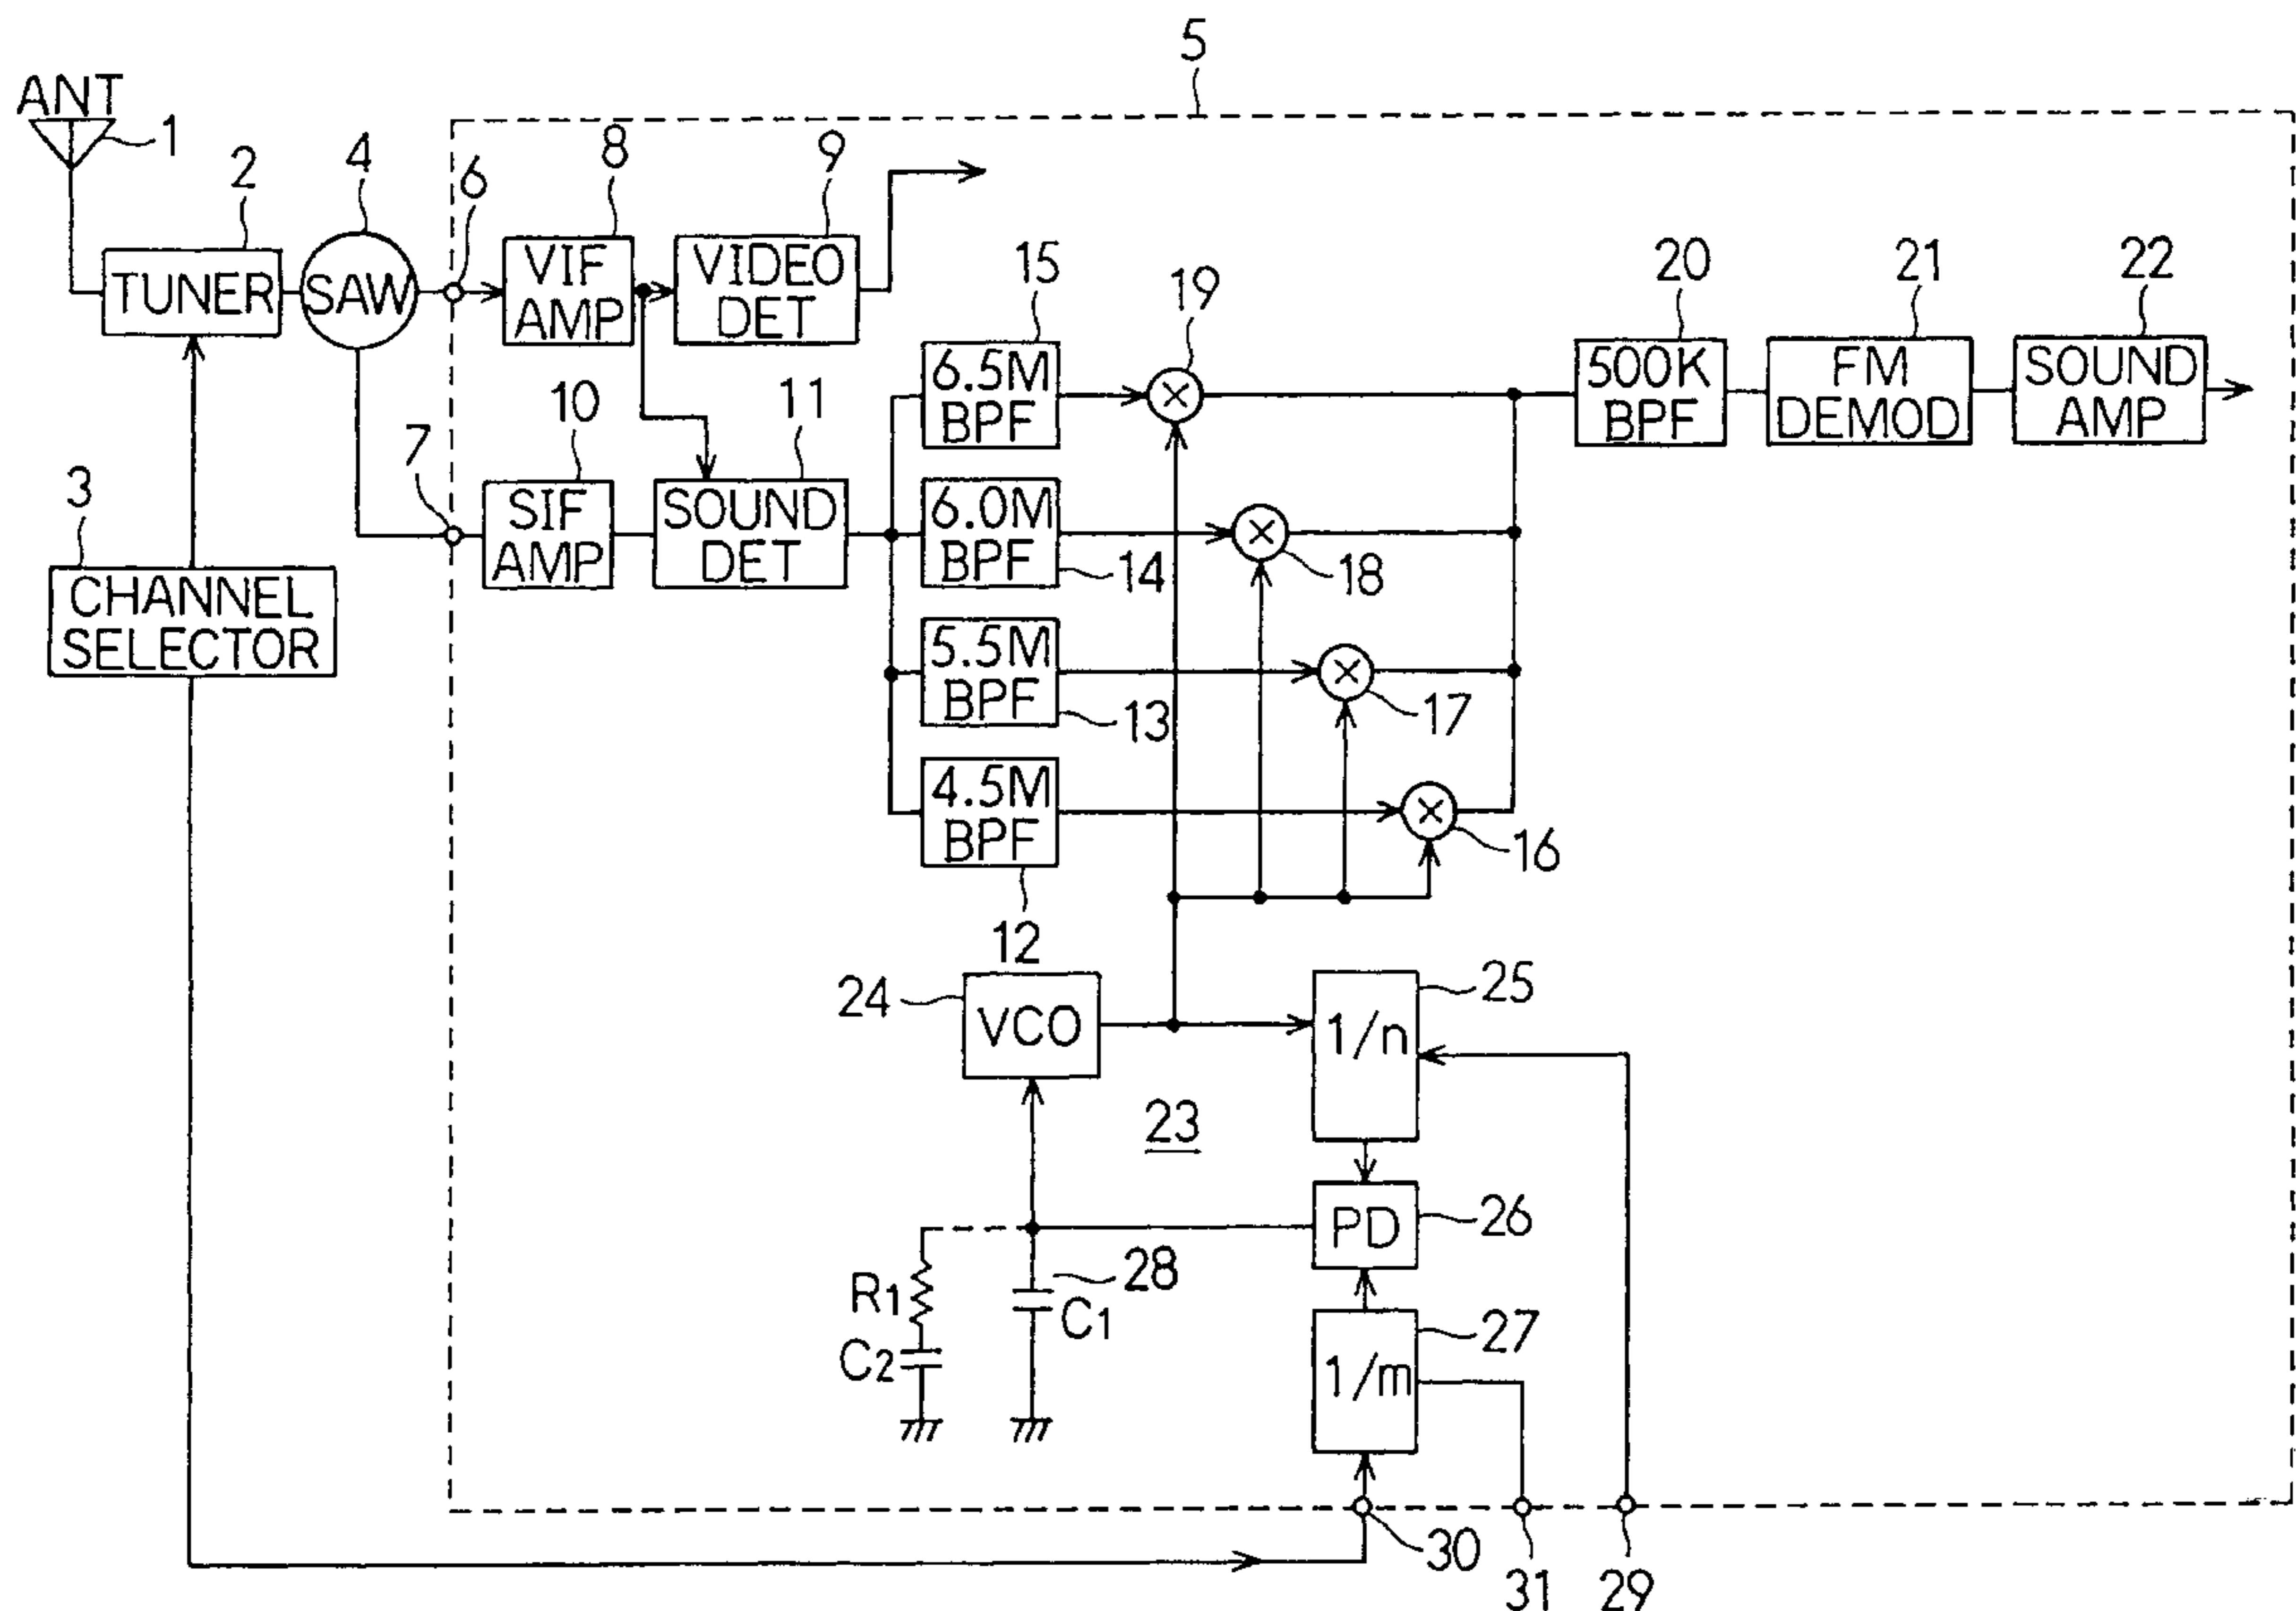 5
ANT
1
2
4
6
8
9
TUNER
SAW
VIF
AMP
VIDEO
DET
15
19
20
21
22
6.5M
BPF
500K
BPF
FM
DEMOD
SOUND
AMP
3
7
10
11
CHANNEL
SELECTOR
SIF
AMP
SOUND
DET
6.0M
BPF
14
18
5.5M
BPF
13
17
4.5M
BPF
16
12
24
VCO
25
1/n
23
PD
26
28
R1
C1
C2
27
1/m
30
31
29